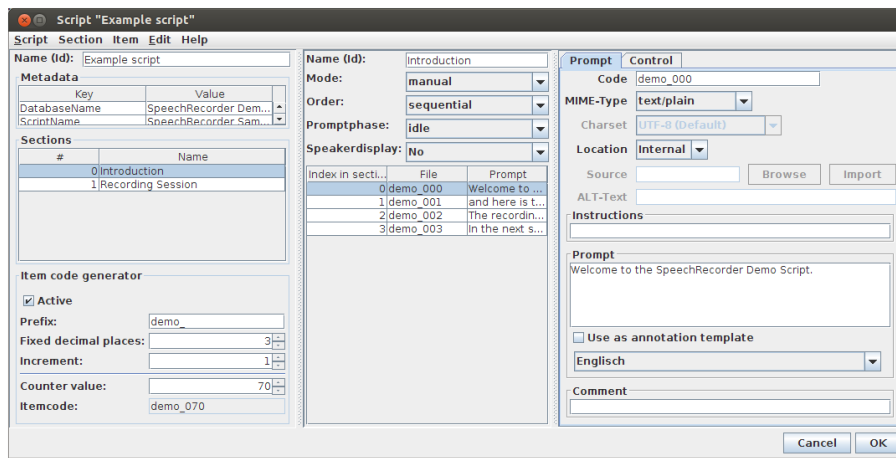 Script "Example script"
Script Section Item Edit Help
Name (Id): Example script
Metadata
Key Value
DatabaseName SpeechRecorder Dem...
ScriptName SpeechRecorder Sam...
Sections
# Name
0 Introduction
1 Recording Session
Item code generator
Active
Prefix: demo_
Fixed decimal places: 3
Increment: 1
Counter value: 70
Itemcode: demo_070
Name (Id): Introduction
Mode: manual
Order: sequential
Promptphase: idle
Speakerdisplay: No
Index in secti... File Prompt
0 demo_000 Welcome to ...
1 demo_001 and here is t...
2 demo_002 The recordin...
3 demo_003 In the next s...
Prompt Control
Code demo_000
MIME-Type text/plain
Charset UTF-8 (Default)
Location Internal
Source Browse Import
ALT-Text
Instructions
Prompt
Welcome to the SpeechRecorder Demo Script.
Use as annotation template
Englisch
Comment
Cancel OK